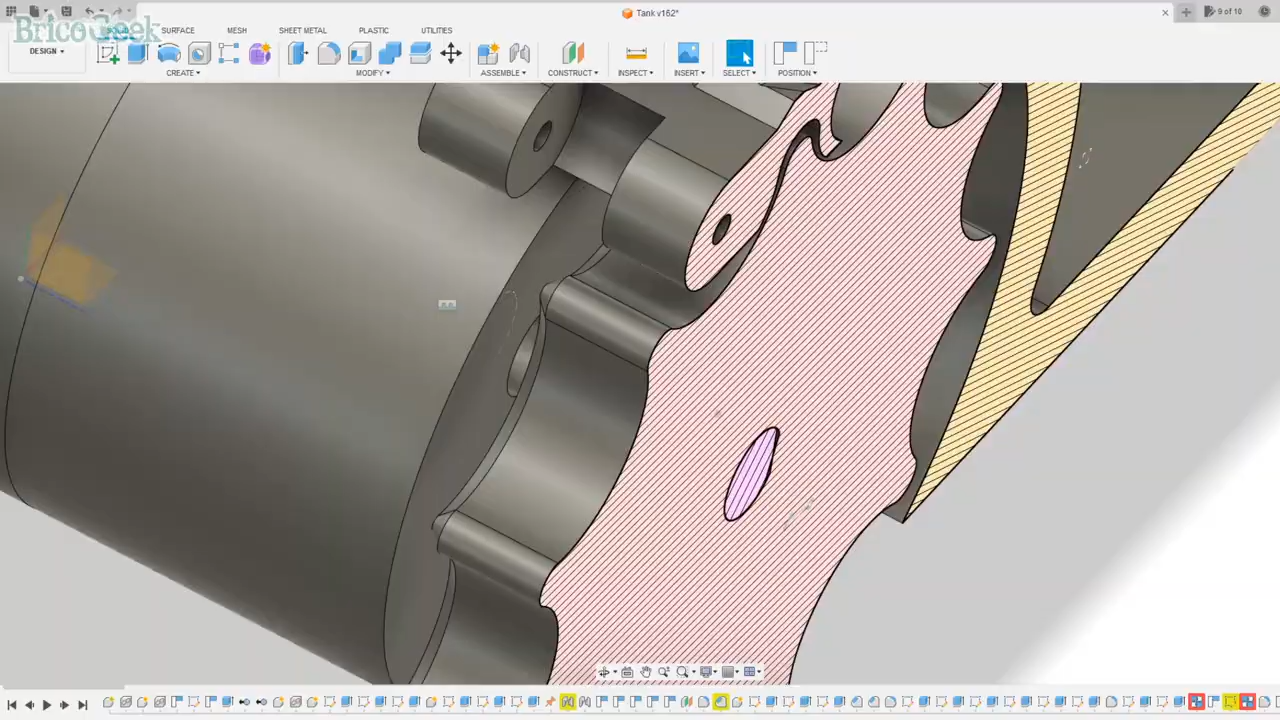 Tank v162*
9 of 10
BricoGeek
SOLID SURFACE MESH SHEET METAL PLASTIC UTILITIES
DESIGN
CREATE MODIFY ASSEMBLE CONSTRUCT INSPECT INSERT SELECT POSITION